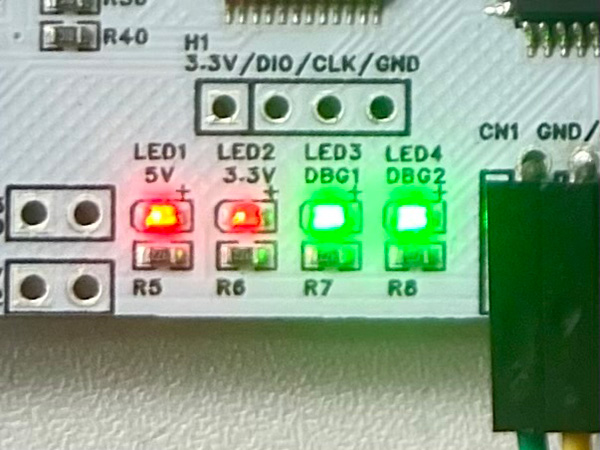 R40
H1
3.3V/DIO/CLK/GND
CN1 GND/
LED1 LED2 LED3 LED4
5V 3.3V DBG1 DBG2
+ + + +
R5 R6 R7 R8